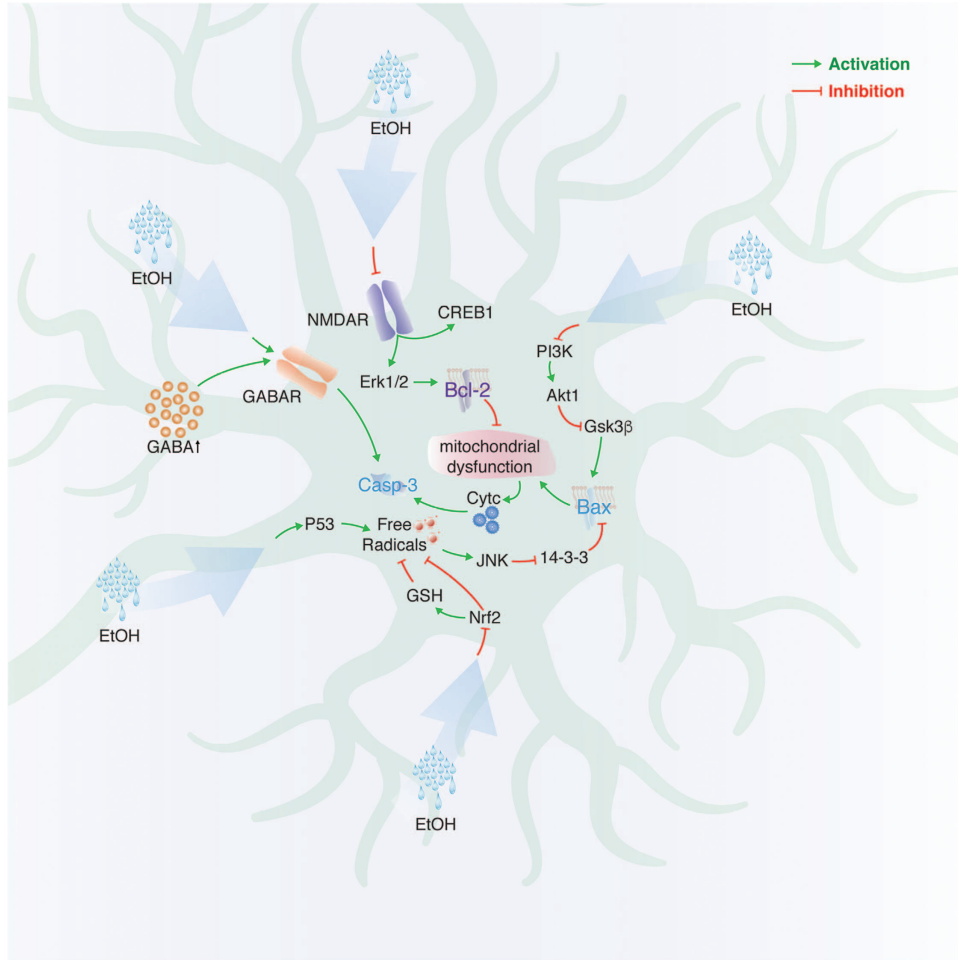 Activation
Inhibition
EtOH
EtOH
EtOH
NMDAR
CREB1
PI3K
GABAR
Erk1/2
Bcl-2
Akt1
GABA↑
Gsk3β
mitochondrial
dysfunction
Casp-3
Cytc
Bax
P53
Free
Radicals
JNK
14-3-3
GSH
Nrf2
EtOH
EtOH